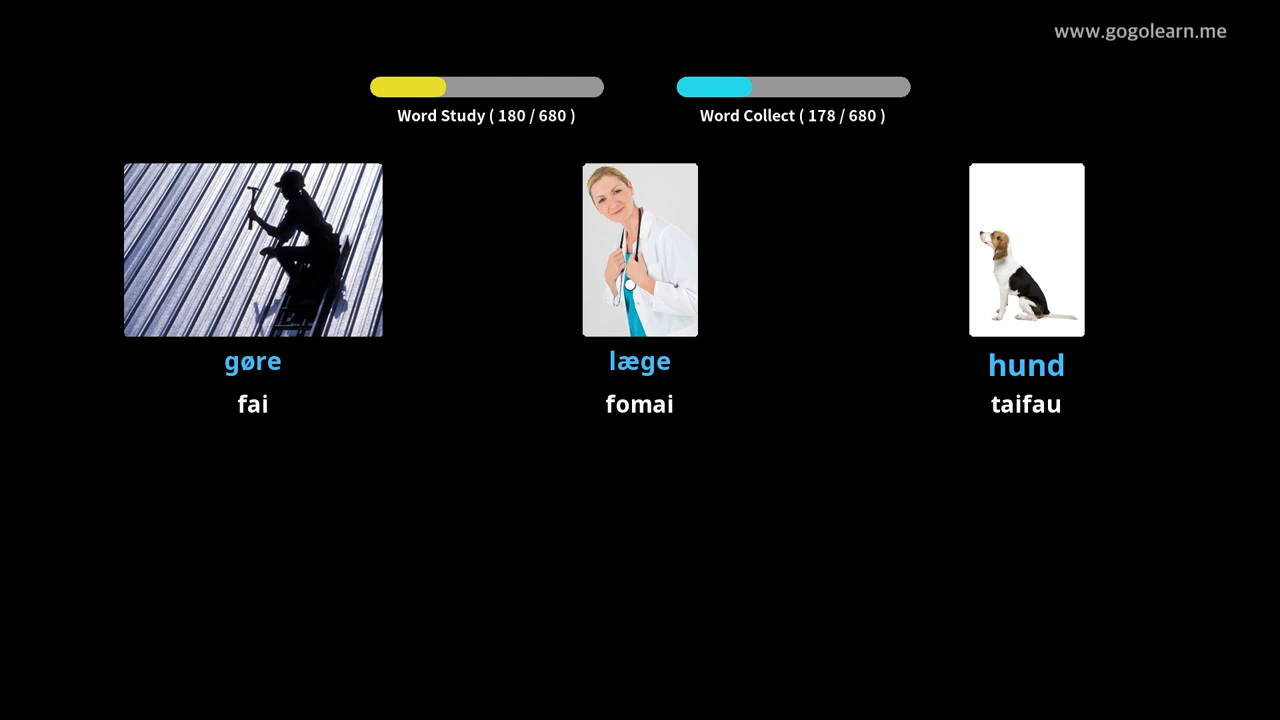 www.gogolearn.me
Word Study ( 180 / 680 )
Word Collect ( 178 / 680 )
gøre
læge
hund
fai
fomai
taifau